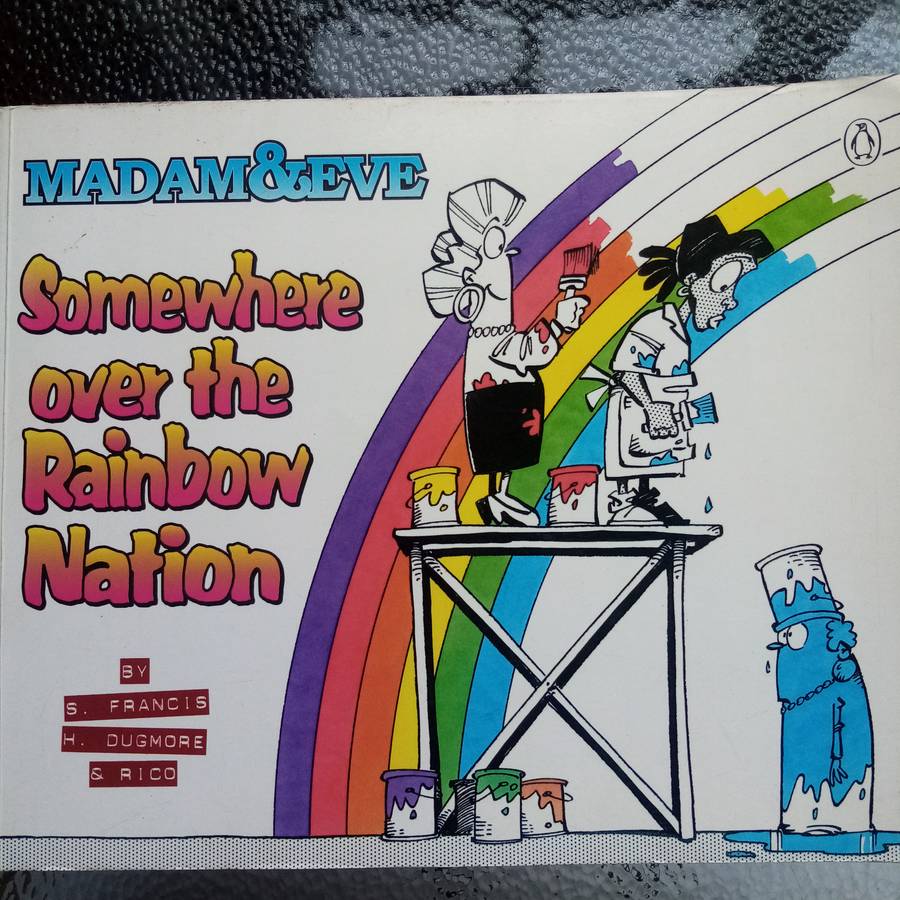 MADAM&EVE
Somewhere
over the
Rainbow
Nation
BY
S. FRANCIS
H. DUGMORE
& RICO